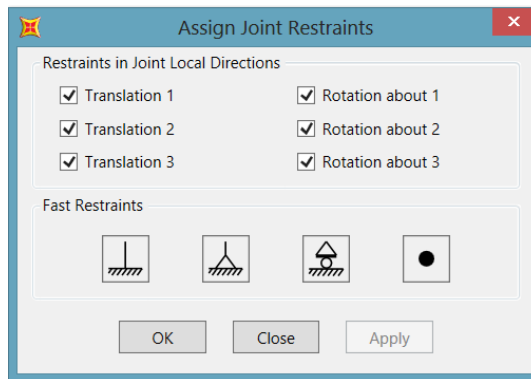 Assign Joint Restraints
Restraints in Joint Local Directions
Translation 1
Rotation about 1
Translation 2
Rotation about 2
Translation 3
Rotation about 3
Fast Restraints
OK
Close
Apply